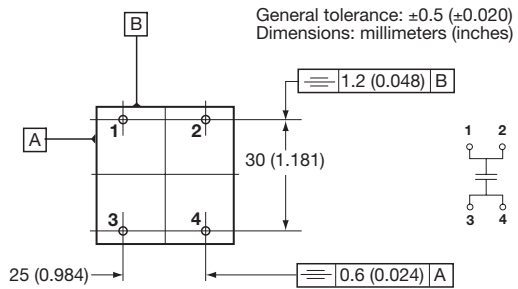 General tolerance: ±0.5 (±0.020)
Dimensions: millimeters (inches)
B
1.2 (0.048) B
A
1 2
30 (1.181)
1 2
3 4
3 4
25 (0.984)
0.6 (0.024) A